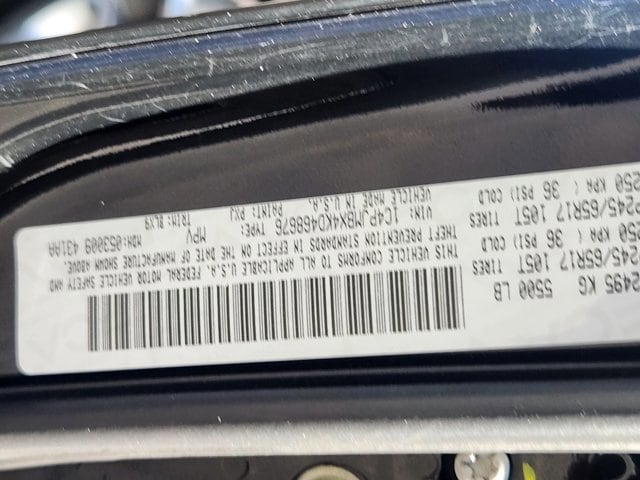 2495 KG 5500 LB
245/65R17 105T TIRES
250 KPA ( 36 PSI) COLD
245/65R17 105T TIRES
250 KPA ( 36 PSI) COLD
THIS VEHICLE CONFORMS TO ALL APPLICABLE U.S.A. FEDERAL MOTOR VEHICLE SAFETY AND
THEFT PREVENTION STANDARDS IN EFFECT ON THE DATE OF MANUFACTURE SHOWN ABOVE.
VIN: 1C4PJMBX4KD468676 TYPE: MPV MDH:053009 431AA
VEHICLE MADE IN U.S.A. PAINT: PXJ TRIM: BLX9